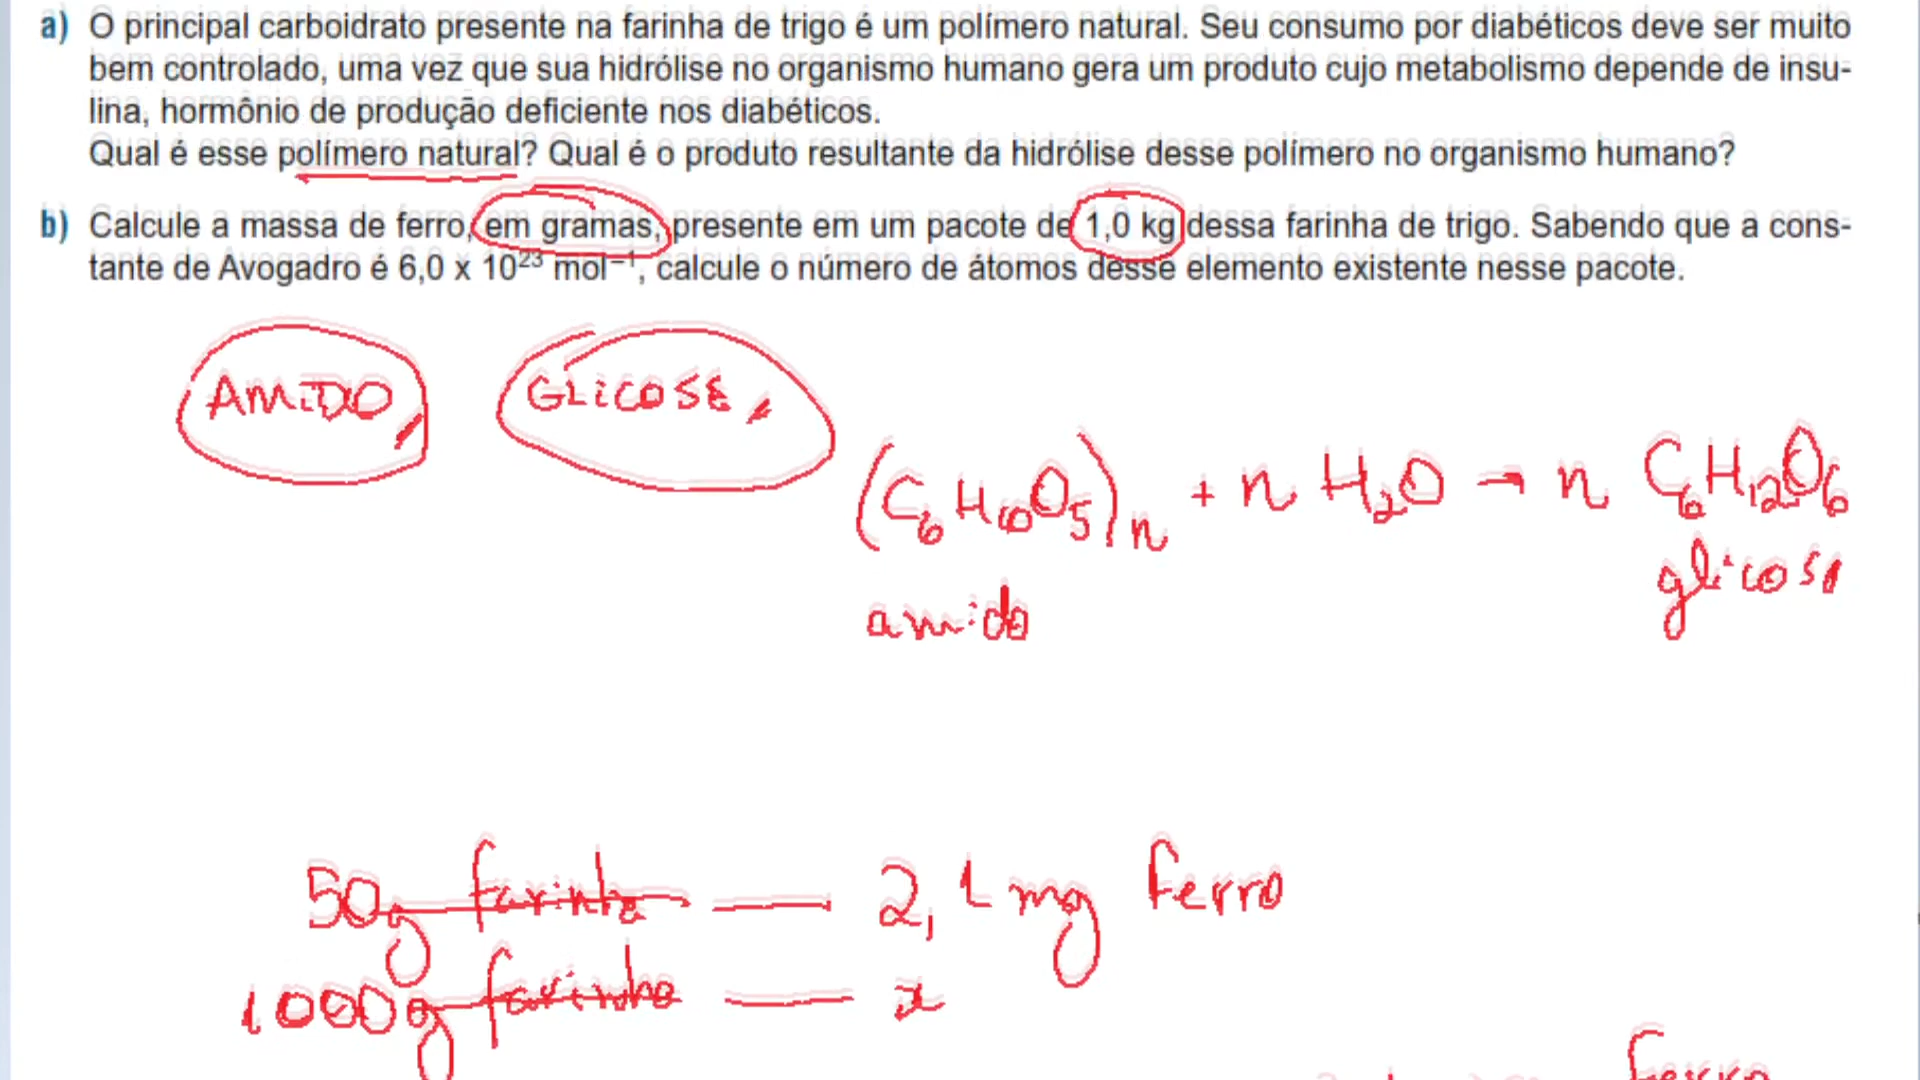 a) O principal carboidrato presente na farinha de trigo é um polímero natural. Seu consumo por diabéticos deve ser muito
bem controlado, uma vez que sua hidrólise no organismo humano gera um produto cujo metabolismo depende de insu-
lina, hormônio de produção deficiente nos diabéticos.
Qual é esse polímero natural? Qual é o produto resultante da hidrólise desse polímero no organismo humano?
b) Calcule a massa de ferro, em gramas, presente em um pacote de 1,0 kg dessa farinha de trigo. Sabendo que a cons-
tante de Avogadro é 6,0 x 10²³ mol⁻¹, calcule o número de átomos desse elemento existente nesse pacote.
AMIDO, GLICOSE,
(C₆H₁₀O₅)n + n H₂O → n C₆H₁₂O₆
amido glicose
50g farinha — 2,1 mg Ferro
1000g farinha — x
Ferro